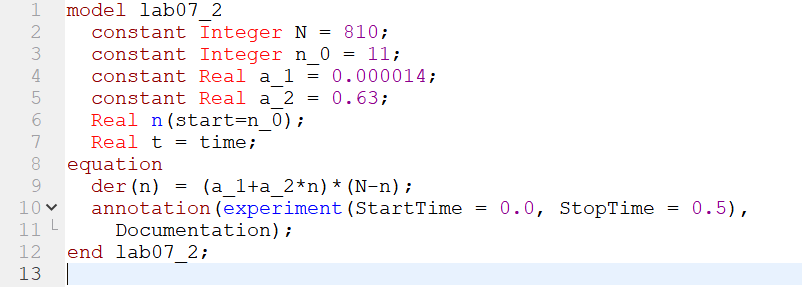 1 model lab07_2
2 constant Integer N = 810;
3 constant Integer n_0 = 11;
4 constant Real a_1 = 0.000014;
5 constant Real a_2 = 0.63;
6 Real n(start=n_0);
7 Real t = time;
8 equation
9 der(n) = (a_1+a_2*n)*(N-n);
10 annotation(experiment(StartTime = 0.0, StopTime = 0.5),
11 Documentation);
12 end lab07_2;
13